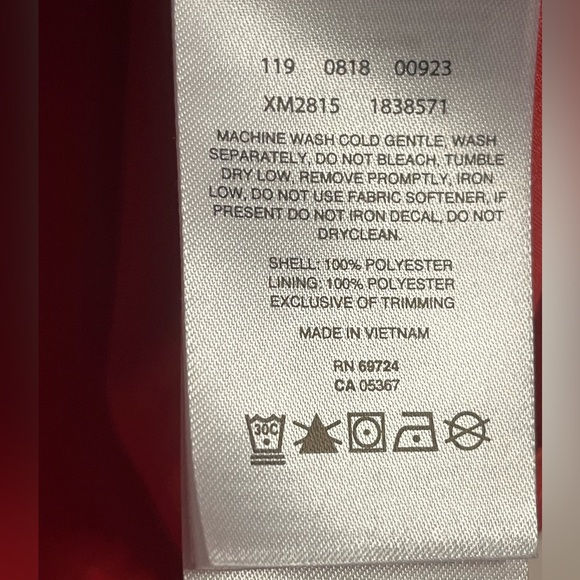 119 0818 00923
XM2815 1838571
MACHINE WASH COLD GENTLE, WASH
SEPARATELY, DO NOT BLEACH, TUMBLE
DRY LOW, REMOVE PROMPTLY, IRON
LOW, DO NOT USE FABRIC SOFTENER, IF
PRESENT DO NOT IRON DECAL, DO NOT
DRYCLEAN.
SHELL: 100% POLYESTER
LINING: 100% POLYESTER
EXCLUSIVE OF TRIMMING
MADE IN VIETNAM
RN 69724
CA 05367
30C